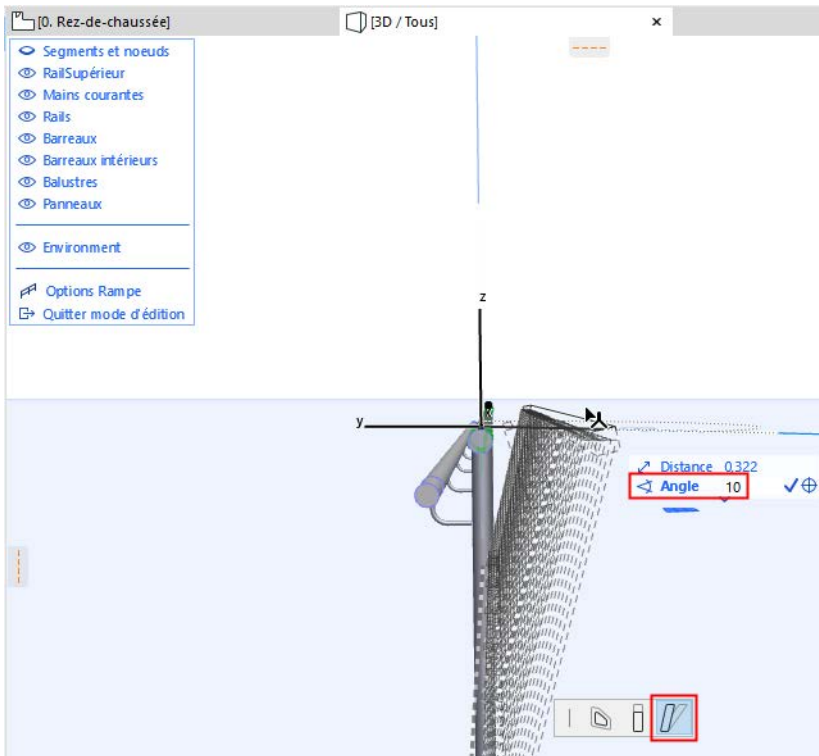 [0. Rez-de-chaussée]
[3D / Tous]
Segments et noeuds
RailSupérieur
Mains courantes
Rails
Barreaux
Barreaux intérieurs
Balustres
Panneaux
Environment
Options Rampe
Quitter mode d'édition
z
y
Distance 0,322
Angle 10